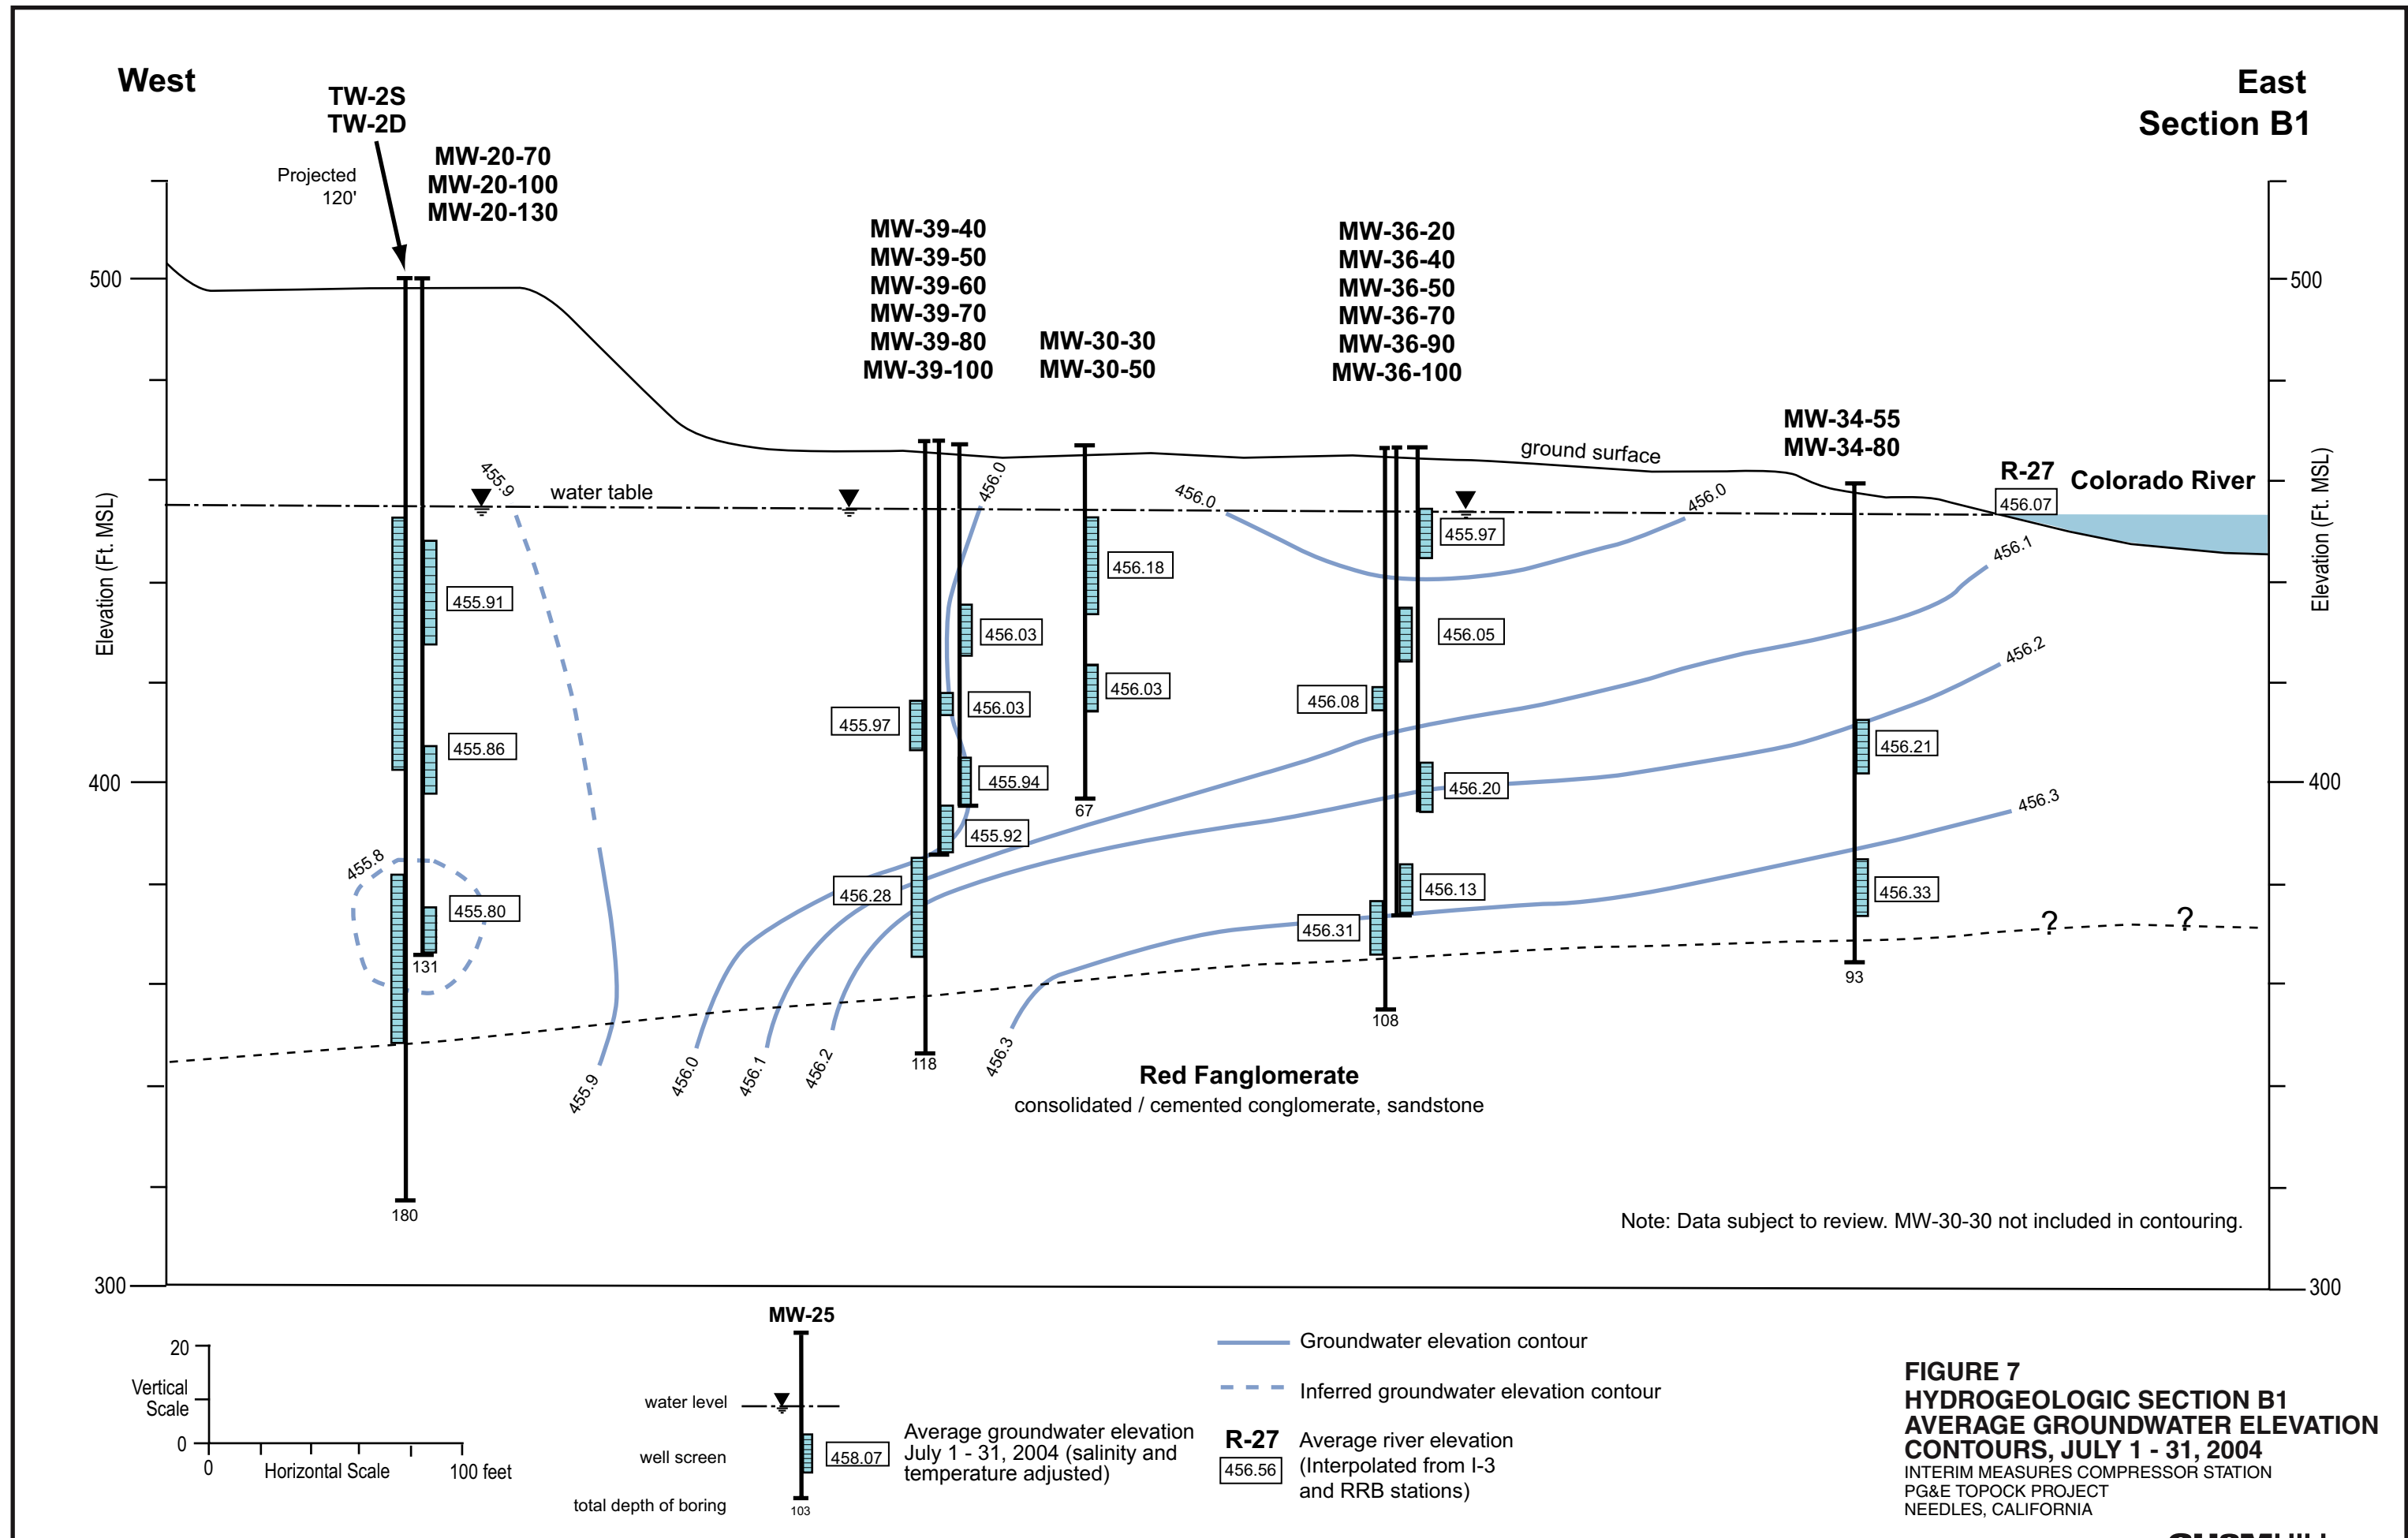 West
East
Section B1
TW-2S
TW-2D
Projected
120'
MW-20-70
MW-20-100
MW-20-130
MW-39-40
MW-39-50
MW-39-60
MW-39-70
MW-39-80
MW-39-100
MW-30-30
MW-30-50
MW-36-20
MW-36-40
MW-36-50
MW-36-70
MW-36-90
MW-36-100
MW-34-55
MW-34-80
R-27
456.07
Colorado River
500
400
300
Elevation (Ft. MSL)
500
400
300
Elevation (Ft. MSL)
ground surface
water table
455.9
456.0
456.0
456.0
456.1
456.2
456.3
455.8
455.91
455.86
455.80
131
180
455.97
456.03
456.03
455.94
455.92
456.28
118
456.18
456.03
67
455.97
456.05
456.08
456.20
456.13
456.31
108
456.21
456.33
93
? ?
455.9
456.0
456.1
456.2
456.3
Red Fanglomerate
consolidated / cemented conglomerate, sandstone
Note: Data subject to review. MW-30-30 not included in contouring.
20
Vertical
Scale
0
0
Horizontal Scale
100 feet
MW-25
water level
well screen
458.07
total depth of boring
103
Average groundwater elevation
July 1 - 31, 2004 (salinity and
temperature adjusted)
Groundwater elevation contour
Inferred groundwater elevation contour
R-27
456.56
Average river elevation
(Interpolated from I-3
and RRB stations)
FIGURE 7
HYDROGEOLOGIC SECTION B1
AVERAGE GROUNDWATER ELEVATION
CONTOURS, JULY 1 - 31, 2004
INTERIM MEASURES COMPRESSOR STATION
PG&E TOPOCK PROJECT
NEEDLES, CALIFORNIA